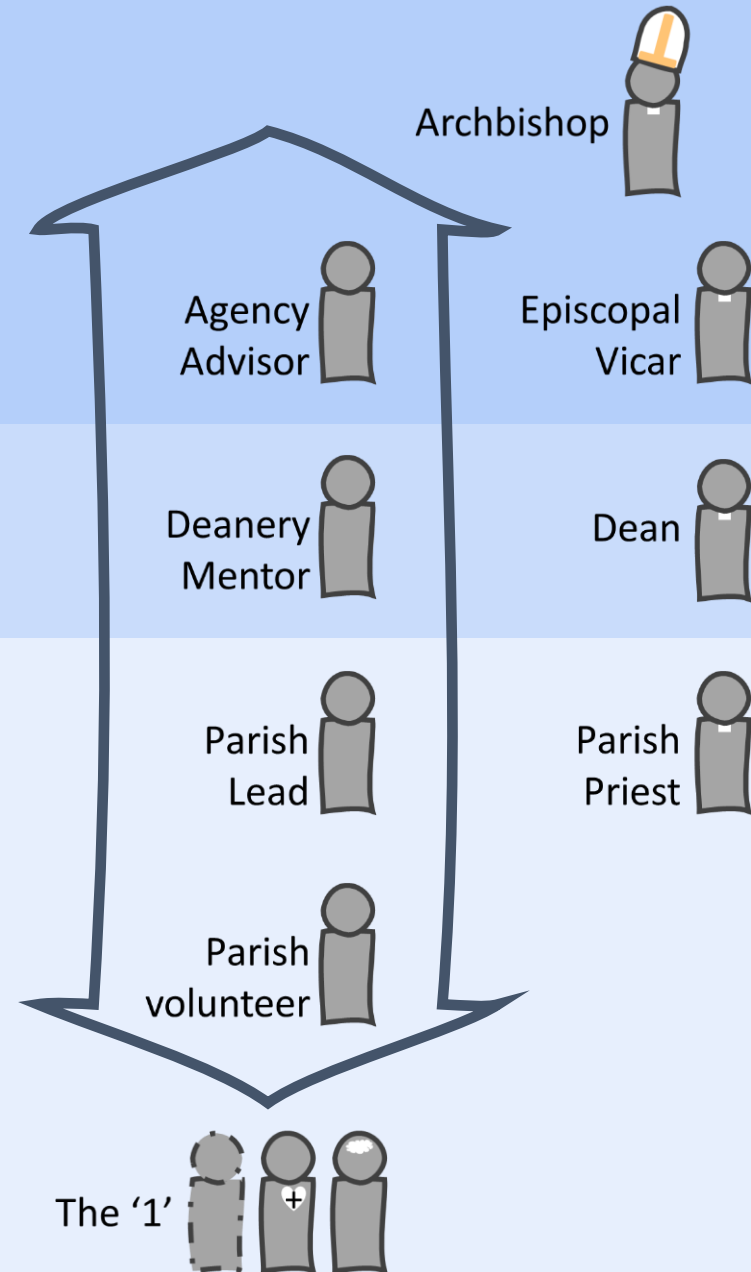 Archbishop
Agency
Advisor
Episcopal
Vicar
Deanery
Mentor
Dean
Parish
Lead
Parish
Priest
Parish
volunteer
The ‘1’